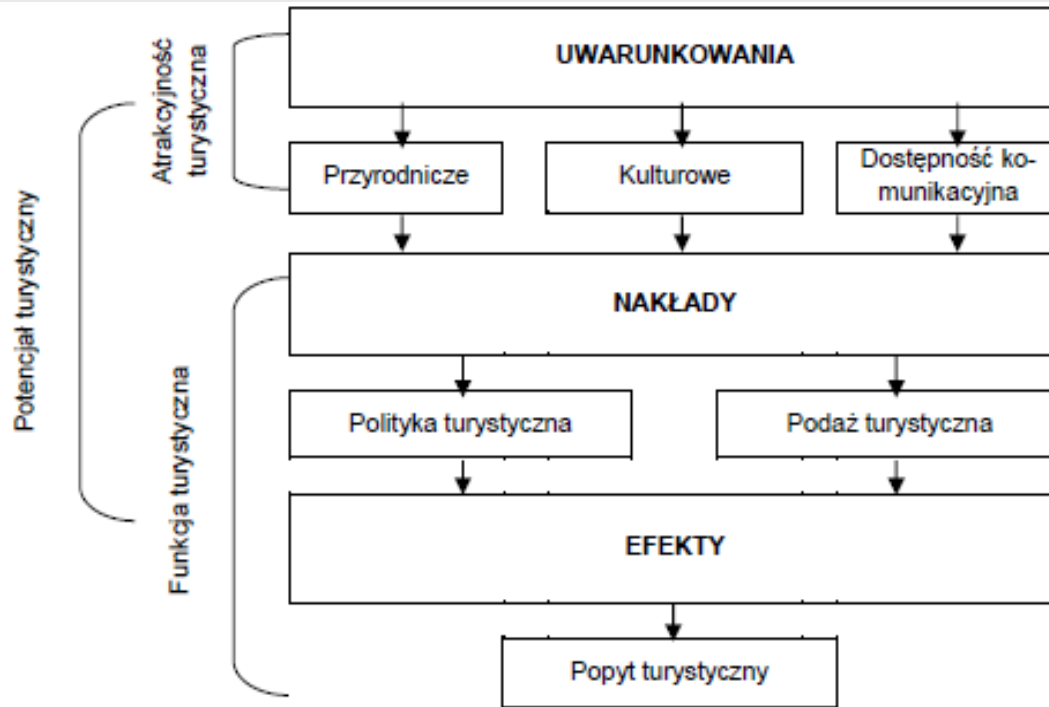 UWARUNKOWANIA
Atrakcyjność
turystyczna
Przyrodnicze
Kulturowe
Dostępność ko-
munikacyjna
Potencjał turystyczny
NAKŁADY
Funkcja turystyczna
Polityka turystyczna
Podaż turystyczna
EFEKTY
Popyt turystyczny